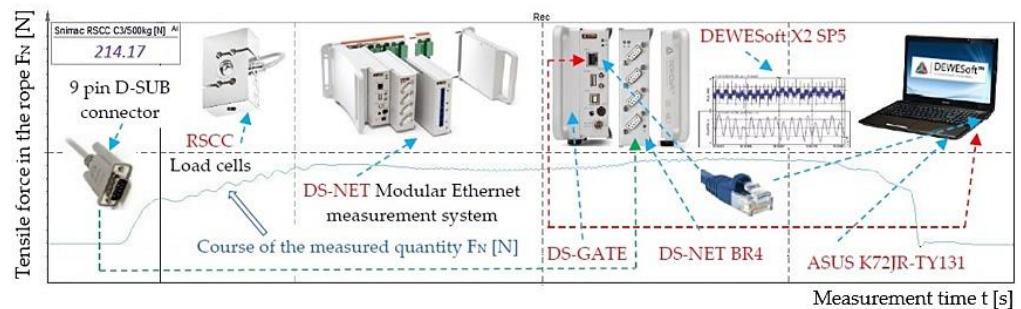 Rec
Snimac RSCC C3/500kg [N] AI
214.17
9 pin D-SUB
connector
RSCC
Load cells
DS-NET Modular Ethernet
measurement system
DEWESoft X2 SP5
DEWESoft
Course of the measured quantity FN [N]
DS-GATE
DS-NET BR4
ASUS K72JR-TY131
Tensile force in the rope FN [N]
Measurement time t [s]